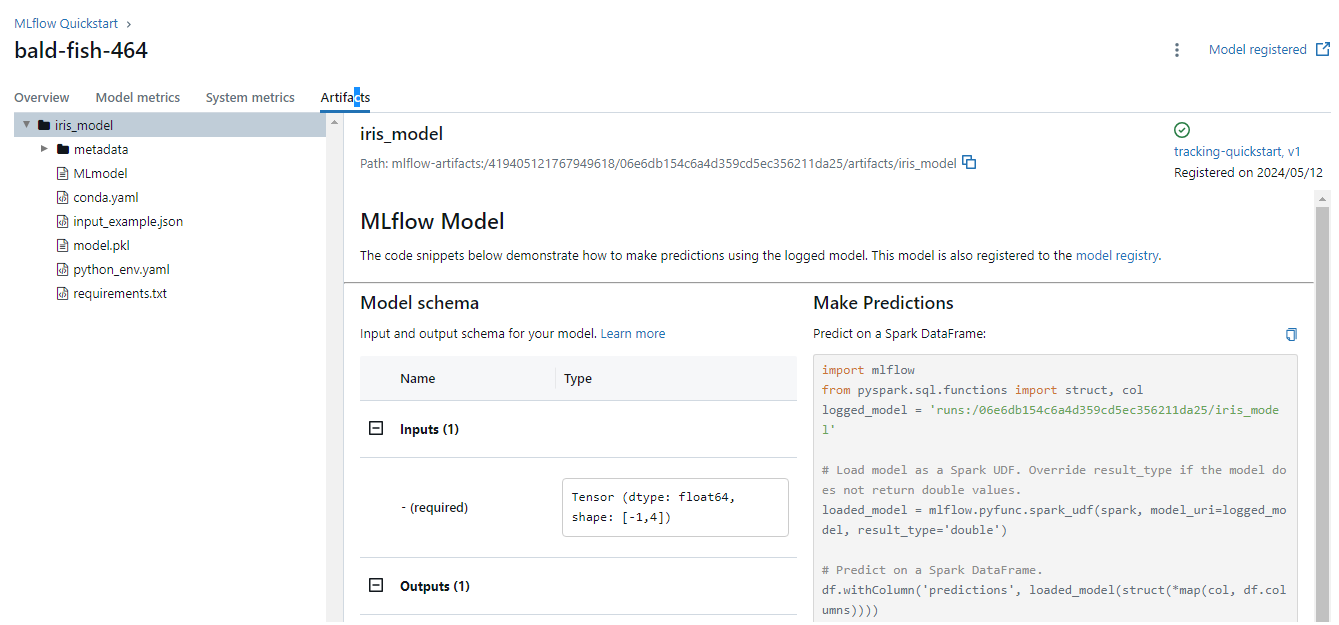 MLflow Quickstart
bald-fish-464
Model registered
Overview Model metrics System metrics Artifacts
iris_model
metadata
MLmodel
conda.yaml
input_example.json
model.pkl
python_env.yaml
requirements.txt
iris_model
Path: mlflow-artifacts:/419405121767949618/06e6db154c6a4d359cd5ec356211da25/artifacts/iris_model
tracking-quickstart, v1
Registered on 2024/05/12
MLflow Model
The code snippets below demonstrate how to make predictions using the logged model. This model is also registered to the model registry.
Model schema
Input and output schema for your model. Learn more
Name Type
Inputs (1)
- (required)
Tensor (dtype: float64,
shape: [-1,4])
Outputs (1)
Make Predictions
Predict on a Spark DataFrame:
import mlflow
from pyspark.sql.functions import struct, col
logged_model = 'runs:/06e6db154c6a4d359cd5ec356211da25/iris_mode
l'
# Load model as a Spark UDF. Override result_type if the model do
es not return double values.
loaded_model = mlflow.pyfunc.spark_udf(spark, model_uri=logged_mo
del, result_type='double')
# Predict on a Spark DataFrame.
df.withColumn('predictions', loaded_model(struct(*map(col, df.col
umns))))